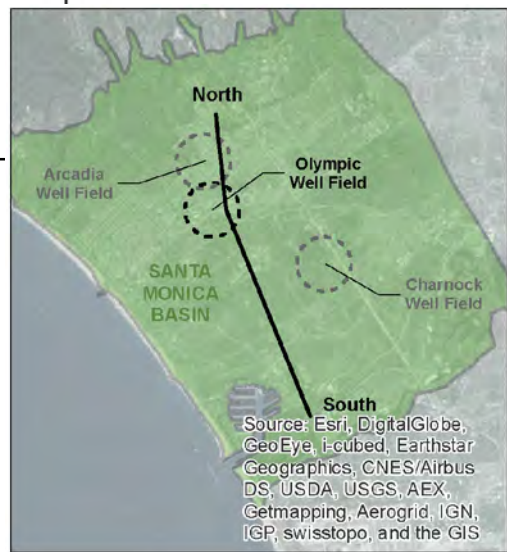 North
Arcadia
Well Field
Olympic
Well Field
SANTA
MONICA
BASIN
Charnock
Well Field
South
Source: Esri, DigitalGlobe,
GeoEye, i-cubed, Earthstar
Geographics, CNES/Airbus
DS, USDA, USGS, AEX,
Getmapping, Aerogrid, IGN,
IGP, swisstopo, and the GIS